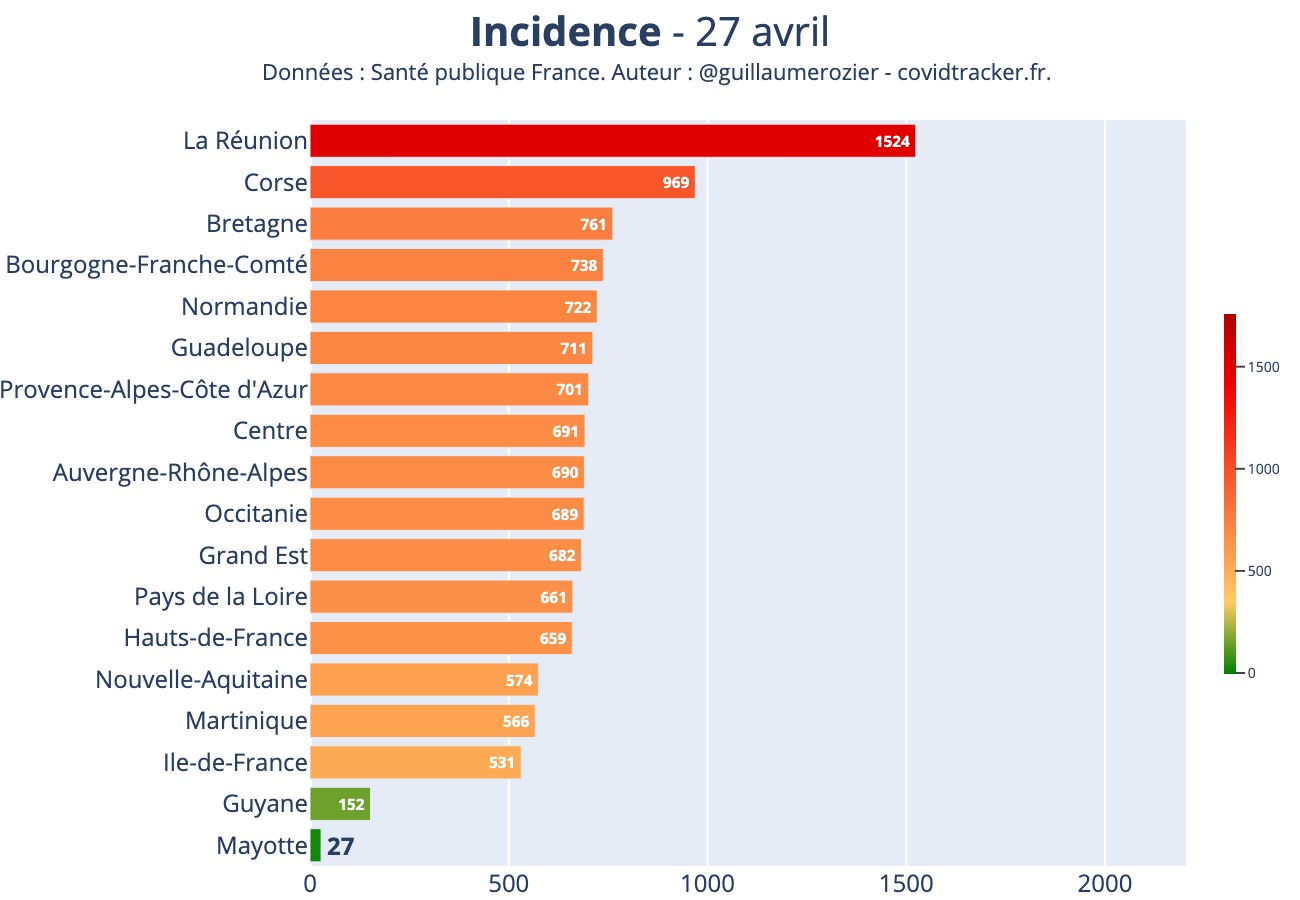 Incidence - 27 avril
Données : Santé publique France. Auteur : @guillaumerozier - covidtracker.fr.
La Réunion 1524
Corse 969
Bretagne 761
Bourgogne-Franche-Comté 738
Normandie 722
Guadeloupe 711
Provence-Alpes-Côte d'Azur 701
Centre 691
Auvergne-Rhône-Alpes 690
Occitanie 689
Grand Est 682
Pays de la Loire 661
Hauts-de-France 659
Nouvelle-Aquitaine 574
Martinique 566
Ile-de-France 531
Guyane 152
Mayotte 27
0 500 1000 1500 2000
1500
1000
500
0